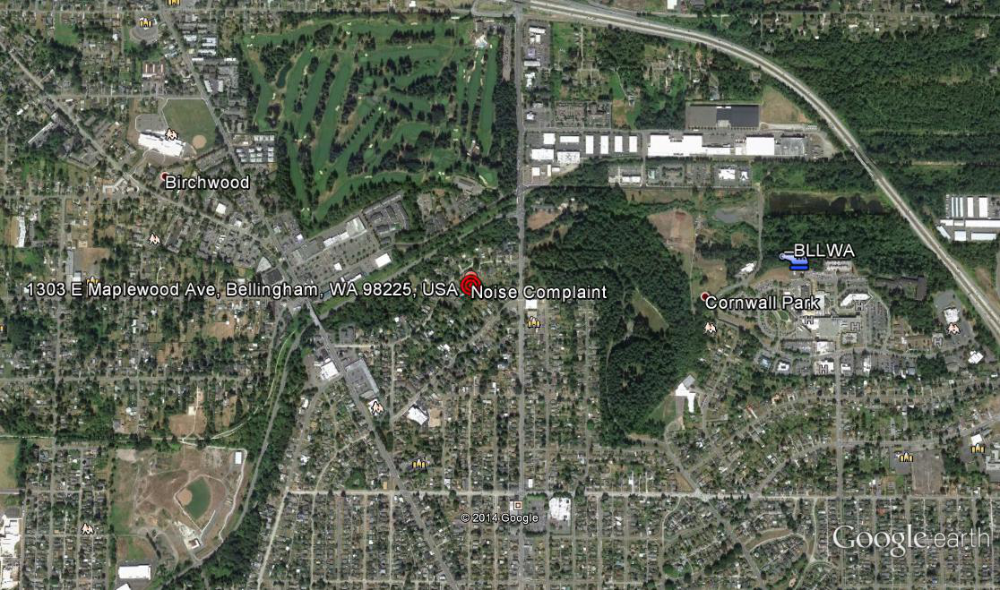 Birchwood
BLLWA
1303 E Maplewood Ave, Bellingham, WA 98225, USA
Noise Complaint
Cornwall Park
© 2014 Google
Google earth